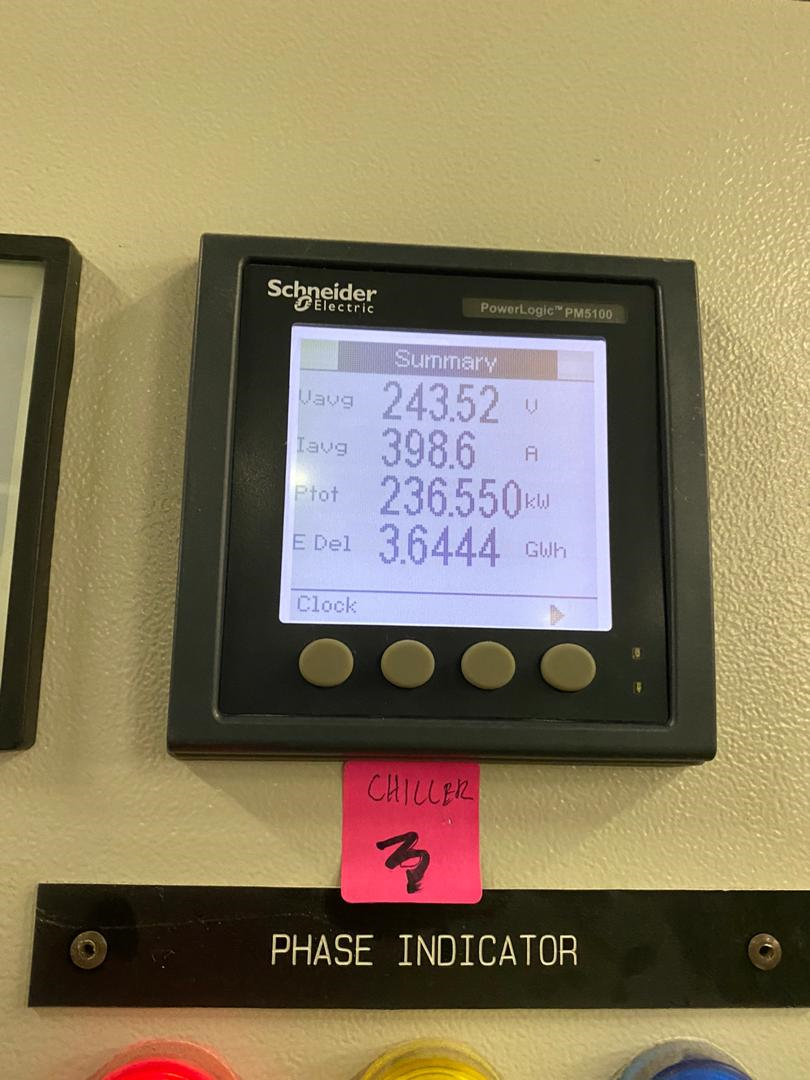 Schneider
Electric
PowerLogic™ PM5100
Summary
Vavg 243.52 V
Iavg 398.6 A
Ptot 236.550 kW
E Del 3.6444 GWh
Clock
CHILLER
3
PHASE INDICATOR